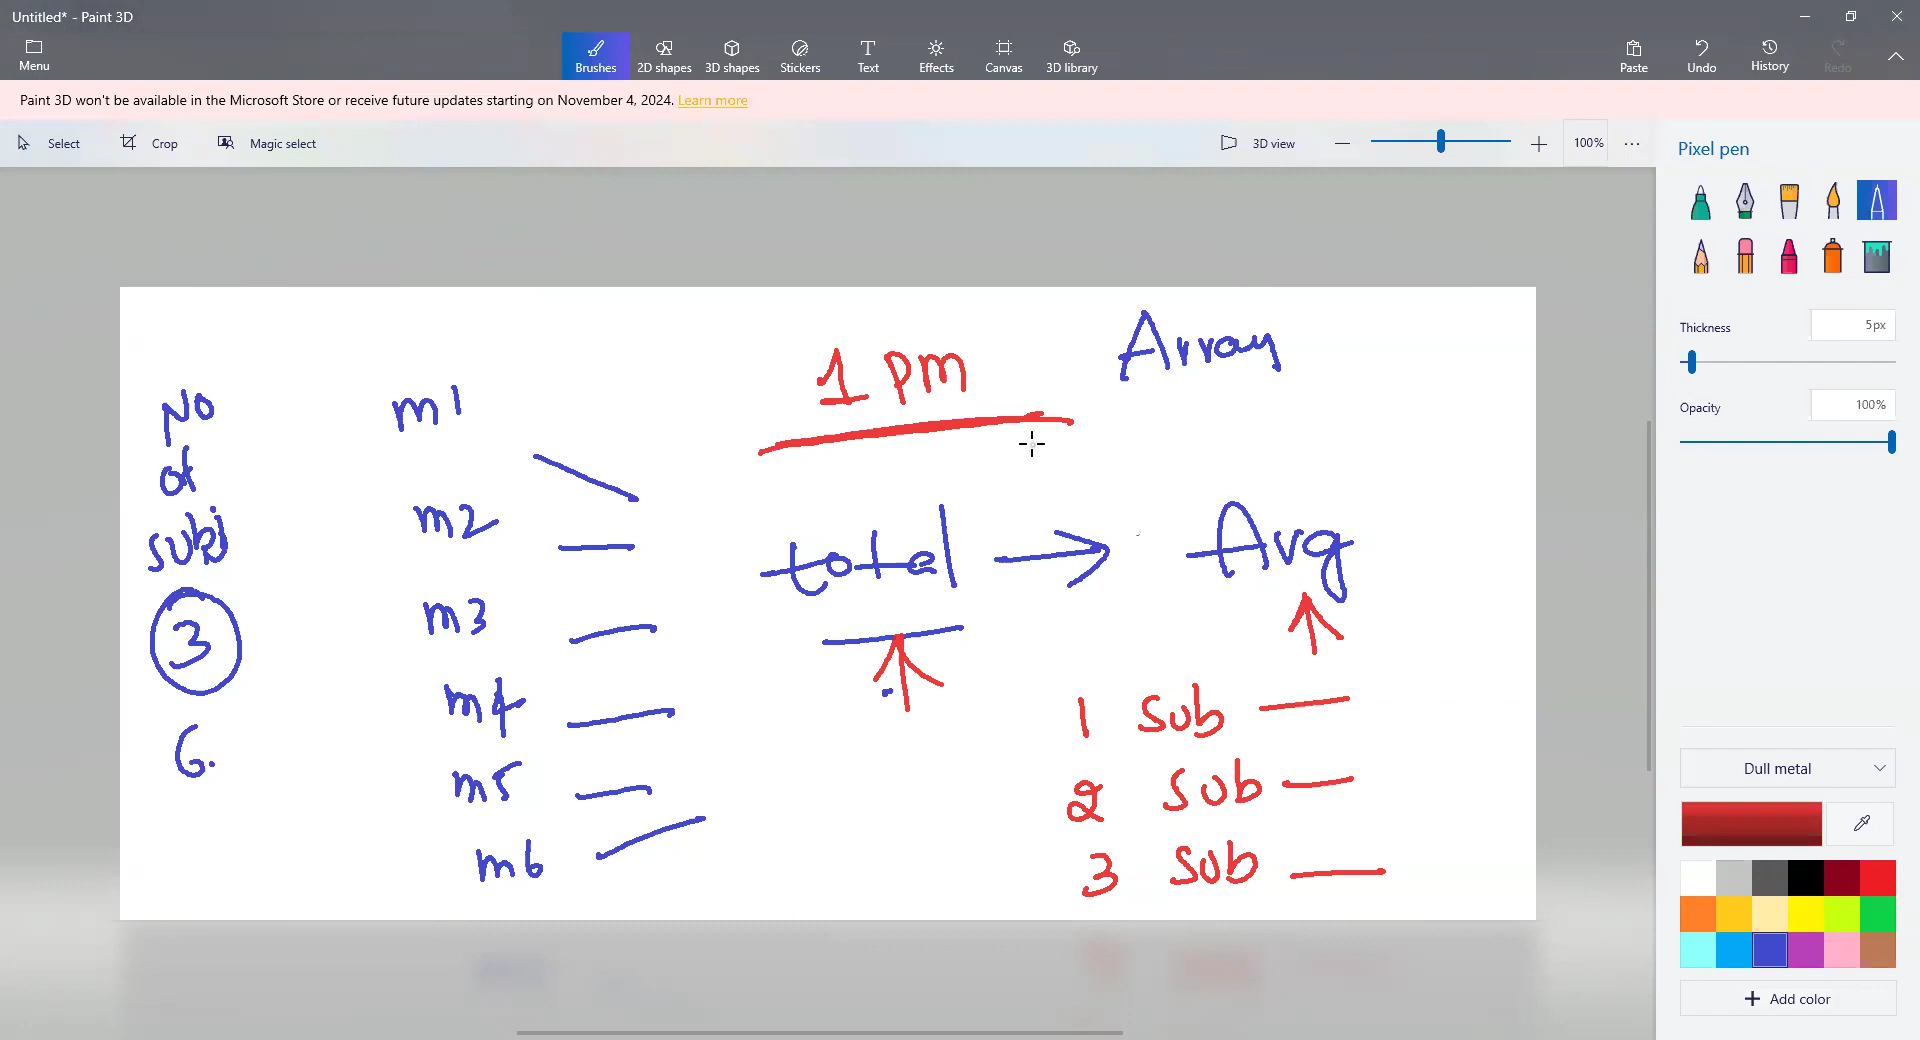 Untitled* - Paint 3D
Menu
Brushes
2D shapes
3D shapes
Stickers
Text
Effects
Canvas
3D library
Paste
Undo
History
Redo
Paint 3D won't be available in the Microsoft Store or receive future updates starting on November 4, 2024. Learn more
Select
Crop
Magic select
3D view
100%
Pixel pen
Thickness
5px
Opacity
100%
Dull metal
Add color
No
of
subj
3
6.
m1
m2
m3
m4
m5
m6
1 pm
Array
total
Avg
1 sub
2 sub
3 sub